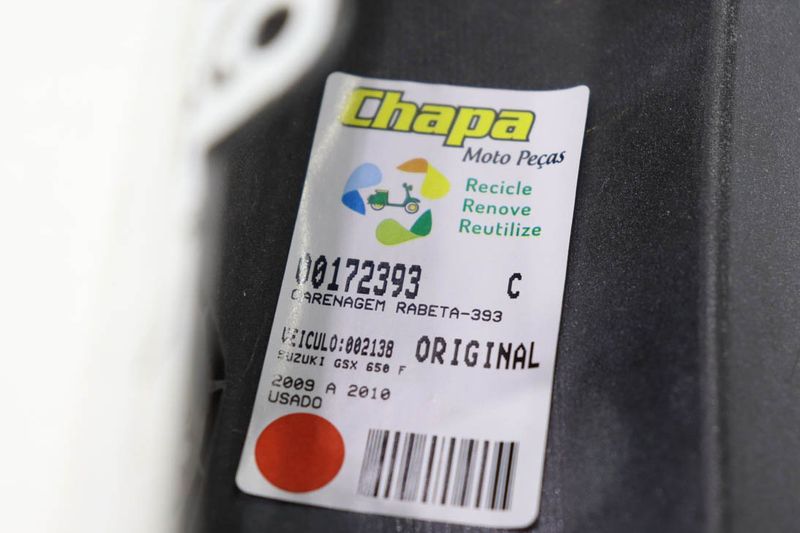 Chapa
Moto Peças
Recicle
Renove
Reutilize
00172393 C
CARENAGEM RABETA-393
VEICULO:002138 ORIGINAL
SUZUKI GSX 650 F
2009 A 2010
USADO